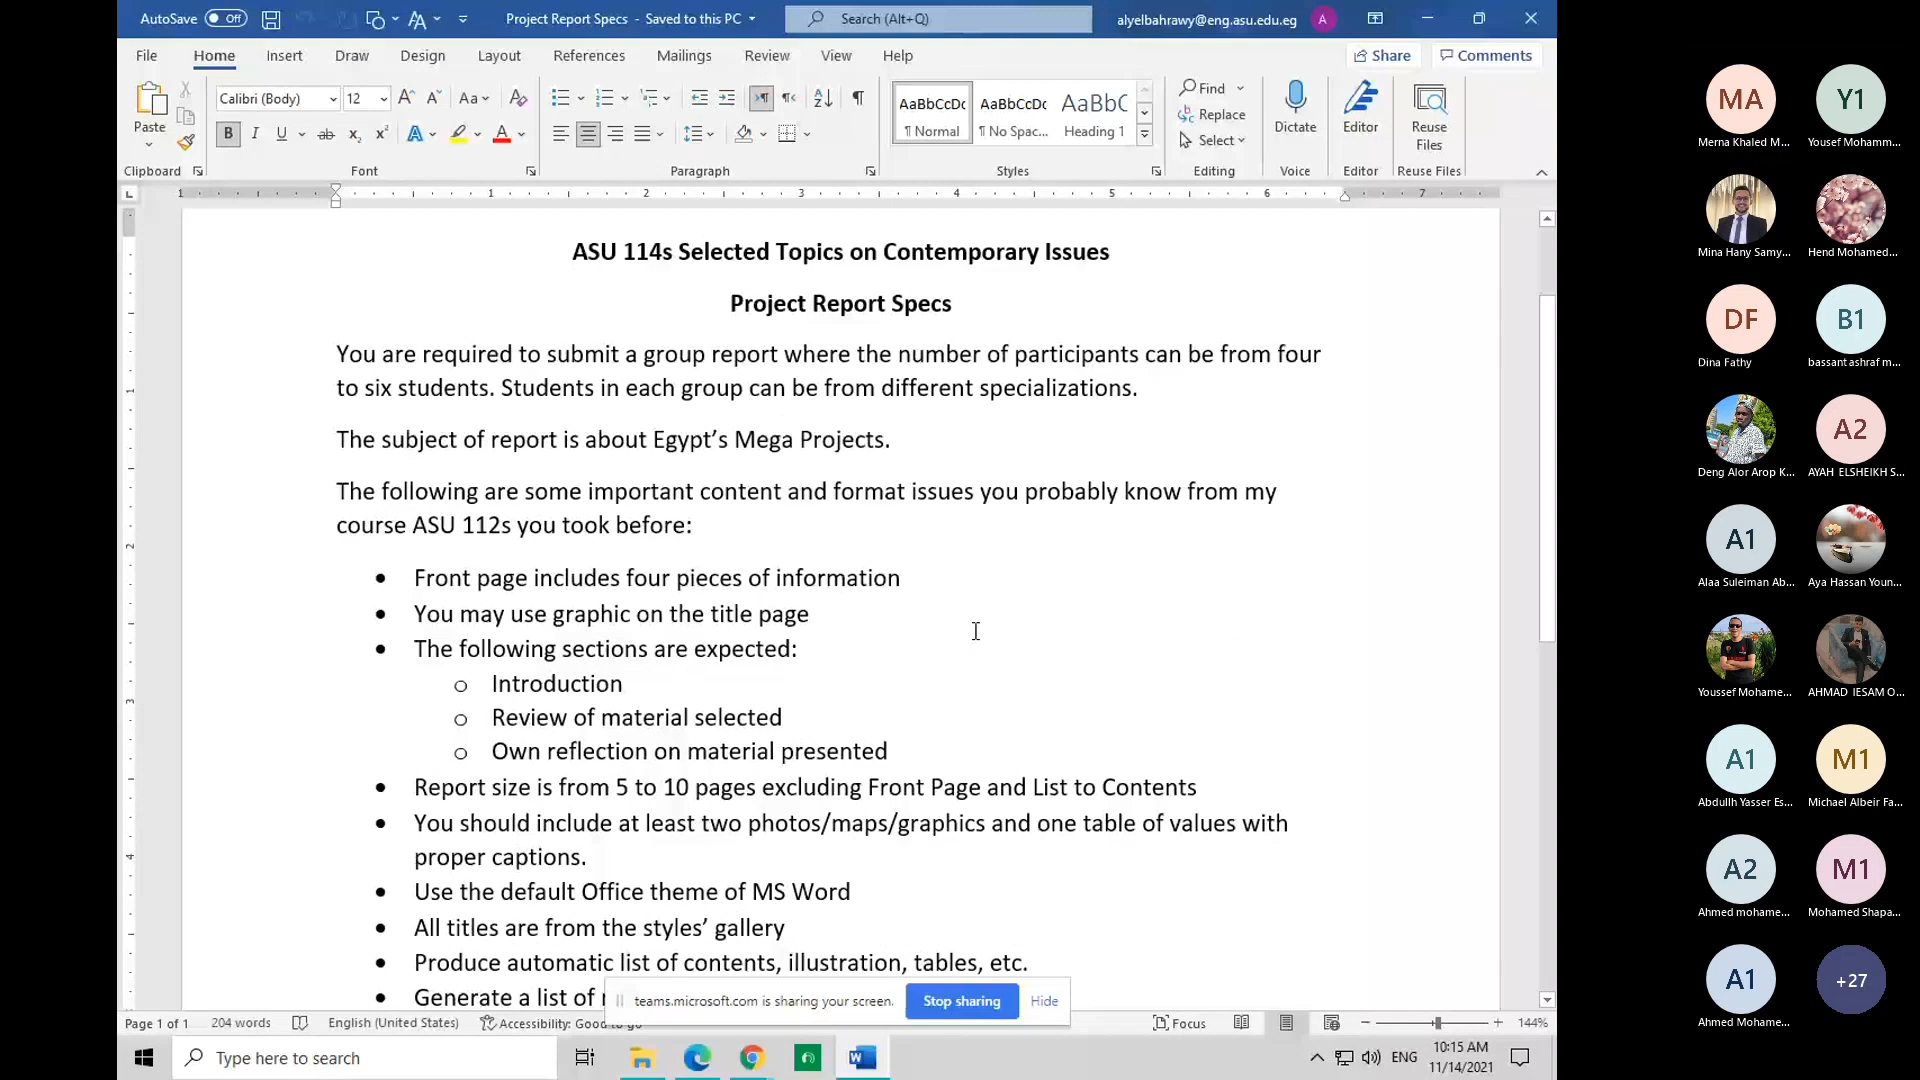 AutoSave Off
Project Report Specs - Saved to this PC
Search (Alt+Q)
alyelbahrawy@eng.asu.edu.eg A
File Home Insert Draw Design Layout References Mailings Review View Help
Share Comments
Paste
Calibri (Body) 12
Aa
AaBbCcDc AaBbCcDc AaBbC
¶ Normal ¶ No Spac... Heading 1
Find
Replace
Select
Dictate
Editor
Reuse
Files
Clipboard Font Paragraph Styles Editing Voice Editor Reuse Files
1 1 2 3 4 5 6 7
ASU 114s Selected Topics on Contemporary Issues
Project Report Specs
You are required to submit a group report where the number of participants can be from four
to six students. Students in each group can be from different specializations.
The subject of report is about Egypt’s Mega Projects.
The following are some important content and format issues you probably know from my
course ASU 112s you took before:
• Front page includes four pieces of information
• You may use graphic on the title page
• The following sections are expected:
o Introduction
o Review of material selected
o Own reflection on material presented
• Report size is from 5 to 10 pages excluding Front Page and List to Contents
• You should include at least two photos/maps/graphics and one table of values with
proper captions.
• Use the default Office theme of MS Word
• All titles are from the styles’ gallery
• Produce automatic list of contents, illustration, tables, etc.
• Generate a list of
teams.microsoft.com is sharing your screen. Stop sharing Hide
Page 1 of 1 204 words English (United States) Accessibility: Good to go Focus 144%
Type here to search
ENG
10:15 AM
11/14/2021
MA Y1
Merna Khaled M... Yousef Mohamm...
Mina Hany Samy... Hend Mohamed...
DF B1
Dina Fathy bassant ashraf m...
A2
Deng Alor Arop K... AYAH ELSHEIKH S...
A1
Alaa Suleiman Ab... Aya Hassan Youn...
Youssef Mohame... AHMAD IESAM O...
A1 M1
Abdullh Yasser Es... Michael Albeir Fa...
A2 M1
Ahmed mohame... Mohamed Shapa...
A1 +27
Ahmed Mohame...